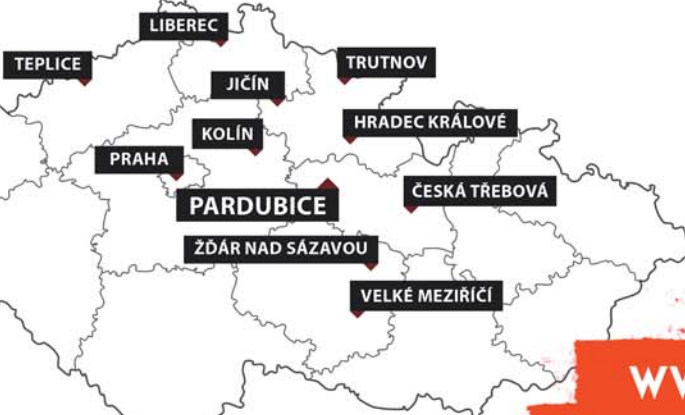 LIBEREC
TEPLICE
TRUTNOV
JIČÍN
HRADEC KRÁLOVÉ
KOLÍN
PRAHA
ČESKÁ TŘEBOVÁ
PARDUBICE
ŽĎÁR NAD SÁZAVOU
VELKÉ MEZIŘÍČÍ